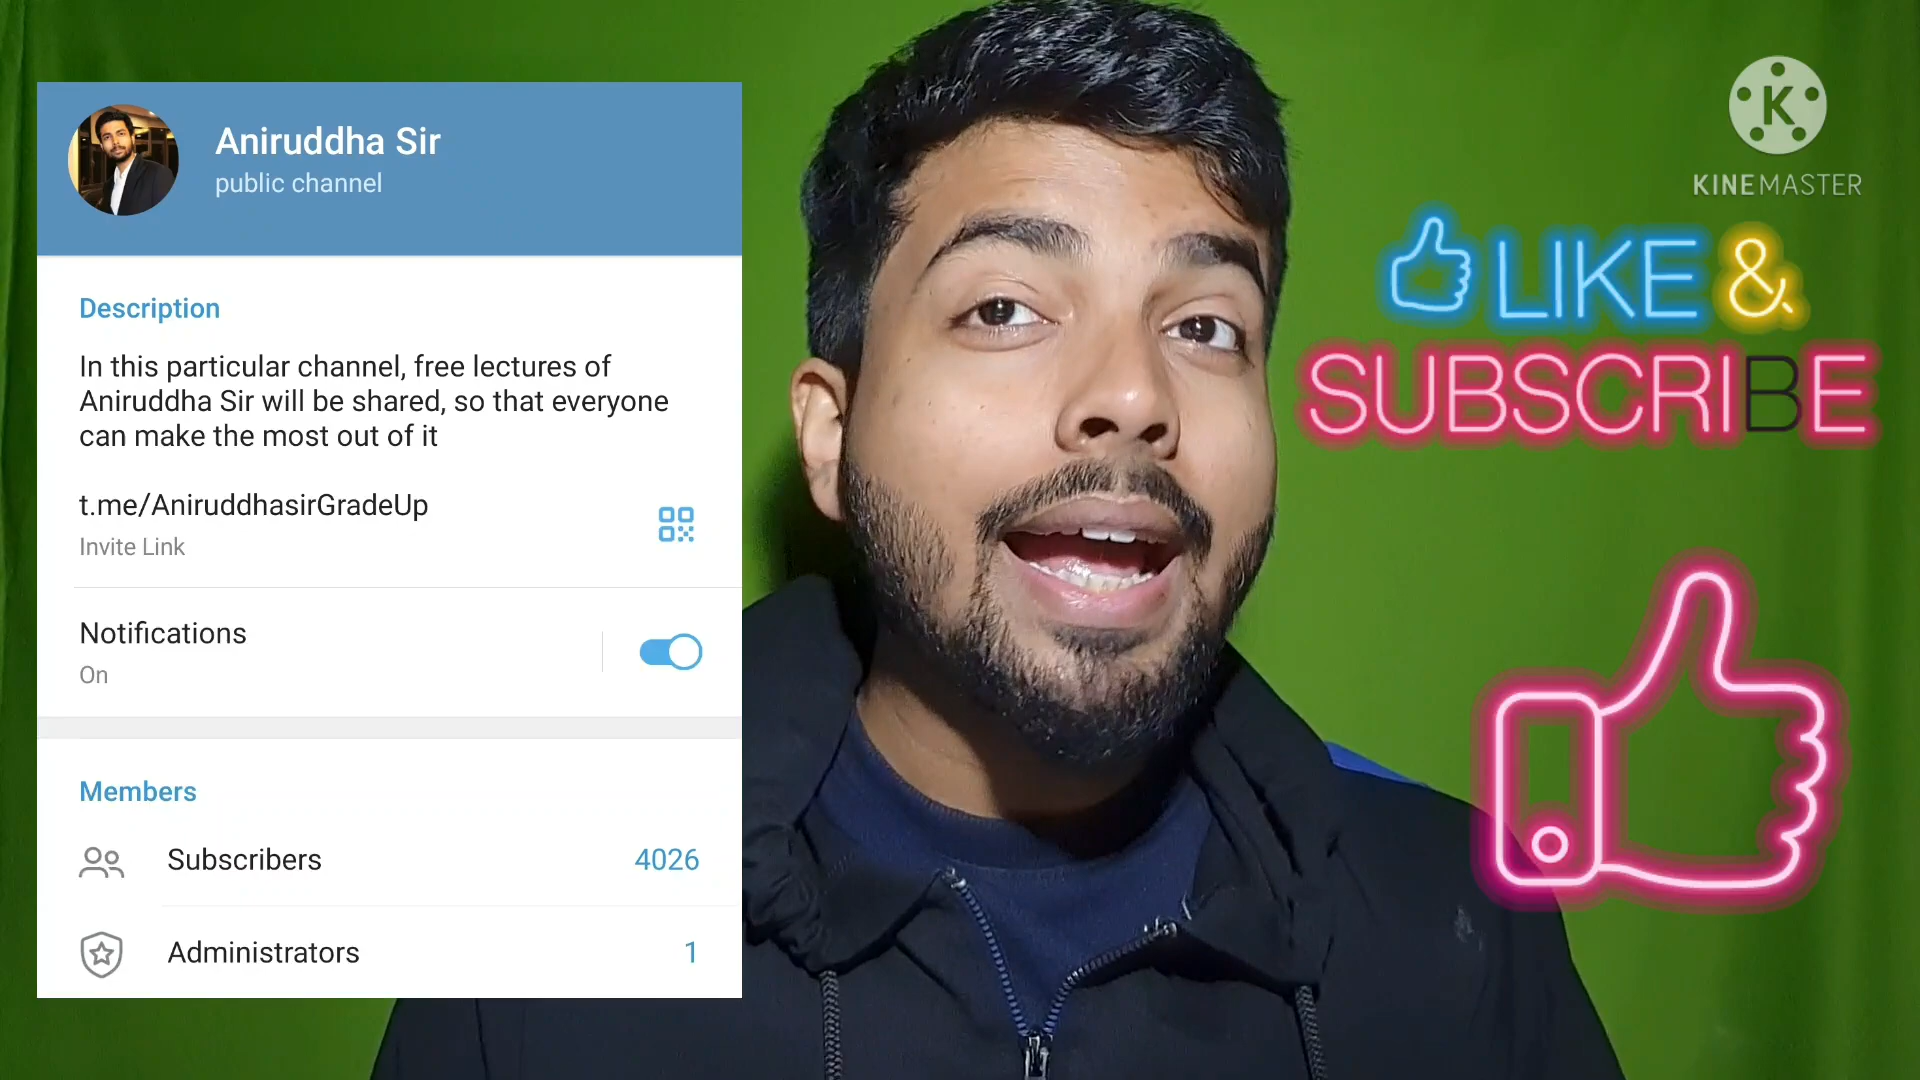 Aniruddha Sir
public channel
Description
In this particular channel, free lectures of
Aniruddha Sir will be shared, so that everyone
can make the most out of it
t.me/AniruddhasirGradeUp
Invite Link
Notifications
On
Members
Subscribers 4026
Administrators 1
K
KINEMASTER
LIKE &
SUBSCRIBE